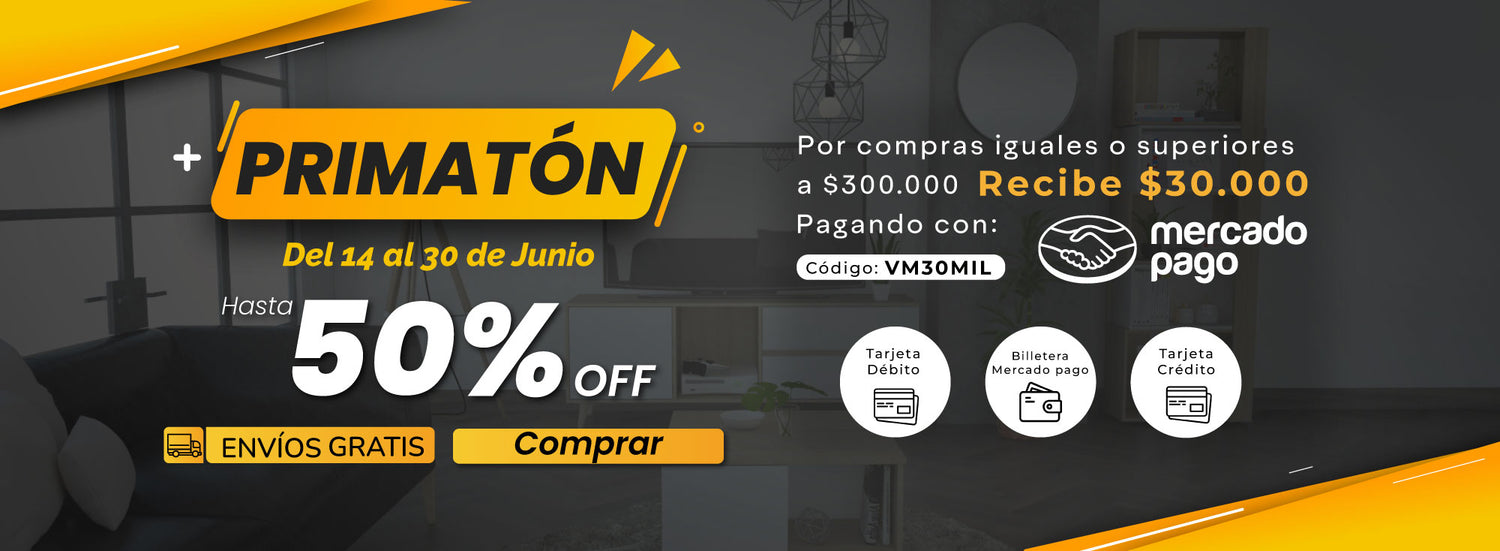 PRIMATÓN
Del 14 al 30 de Junio
Hasta
50% OFF
ENVÍOS GRATIS
Comprar
Por compras iguales o superiores
a $300.000 Recibe $30.000
Pagando con:
Código: VM30MIL
mercado
pago
Tarjeta
Débito
Billetera
Mercado pago
Tarjeta
Crédito